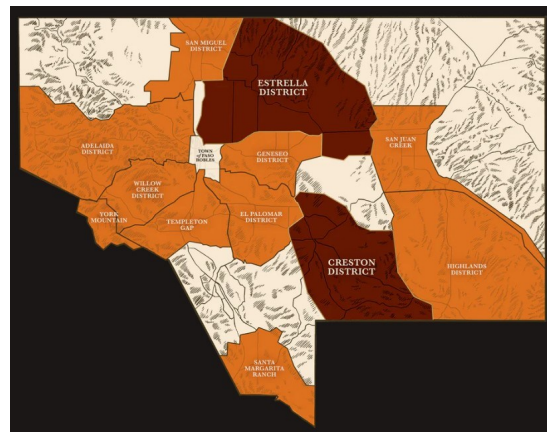 SAN MIGUEL
DISTRICT
ESTRELLA
DISTRICT
ADELAIDA
DISTRICT
TOWN
of PASO
ROBLES
GENESEO
DISTRICT
SAN JUAN
CREEK
WILLOW
CREEK
DISTRICT
YORK
MOUNTAIN
TEMPLETON
GAP
EL POMAR
DISTRICT
CRESTON
DISTRICT
HIGHLANDS
DISTRICT
SANTA
MARGARITA
RANCH